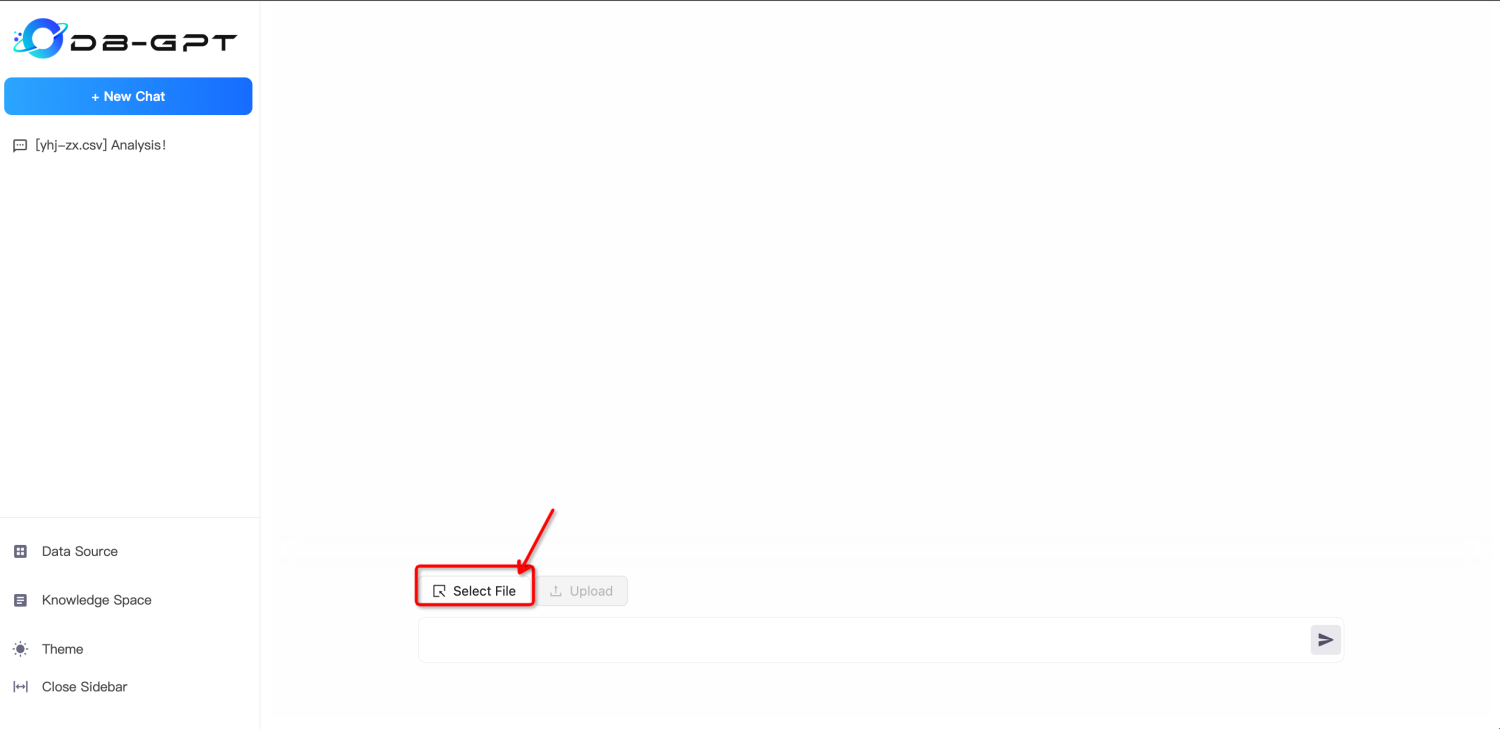 DB-GPT
+ New Chat
[yhj-zx.csv] Analysis!
Data Source
Knowledge Space
Theme
Close Sidebar
Select File
Upload